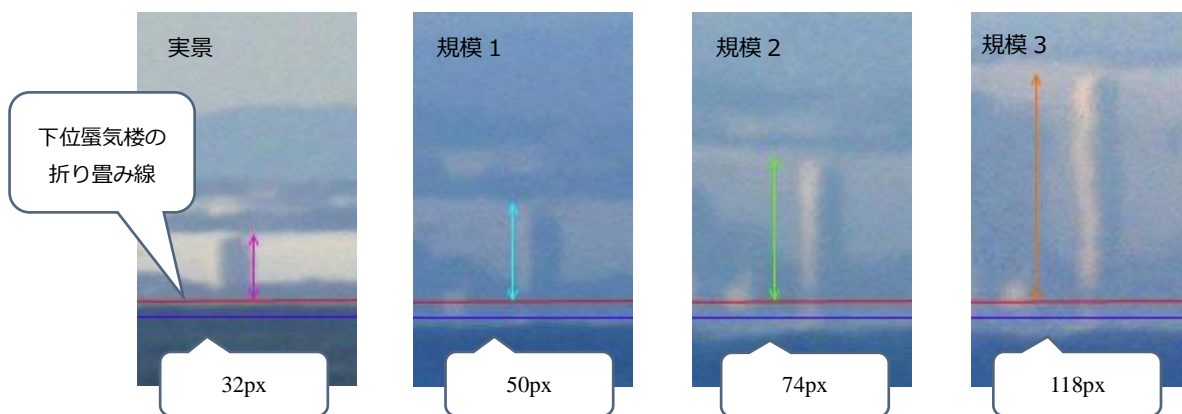 実景
規模 1
規模 2
規模 3
下位蜃気楼の
折り畳み線
32px
50px
74px
118px